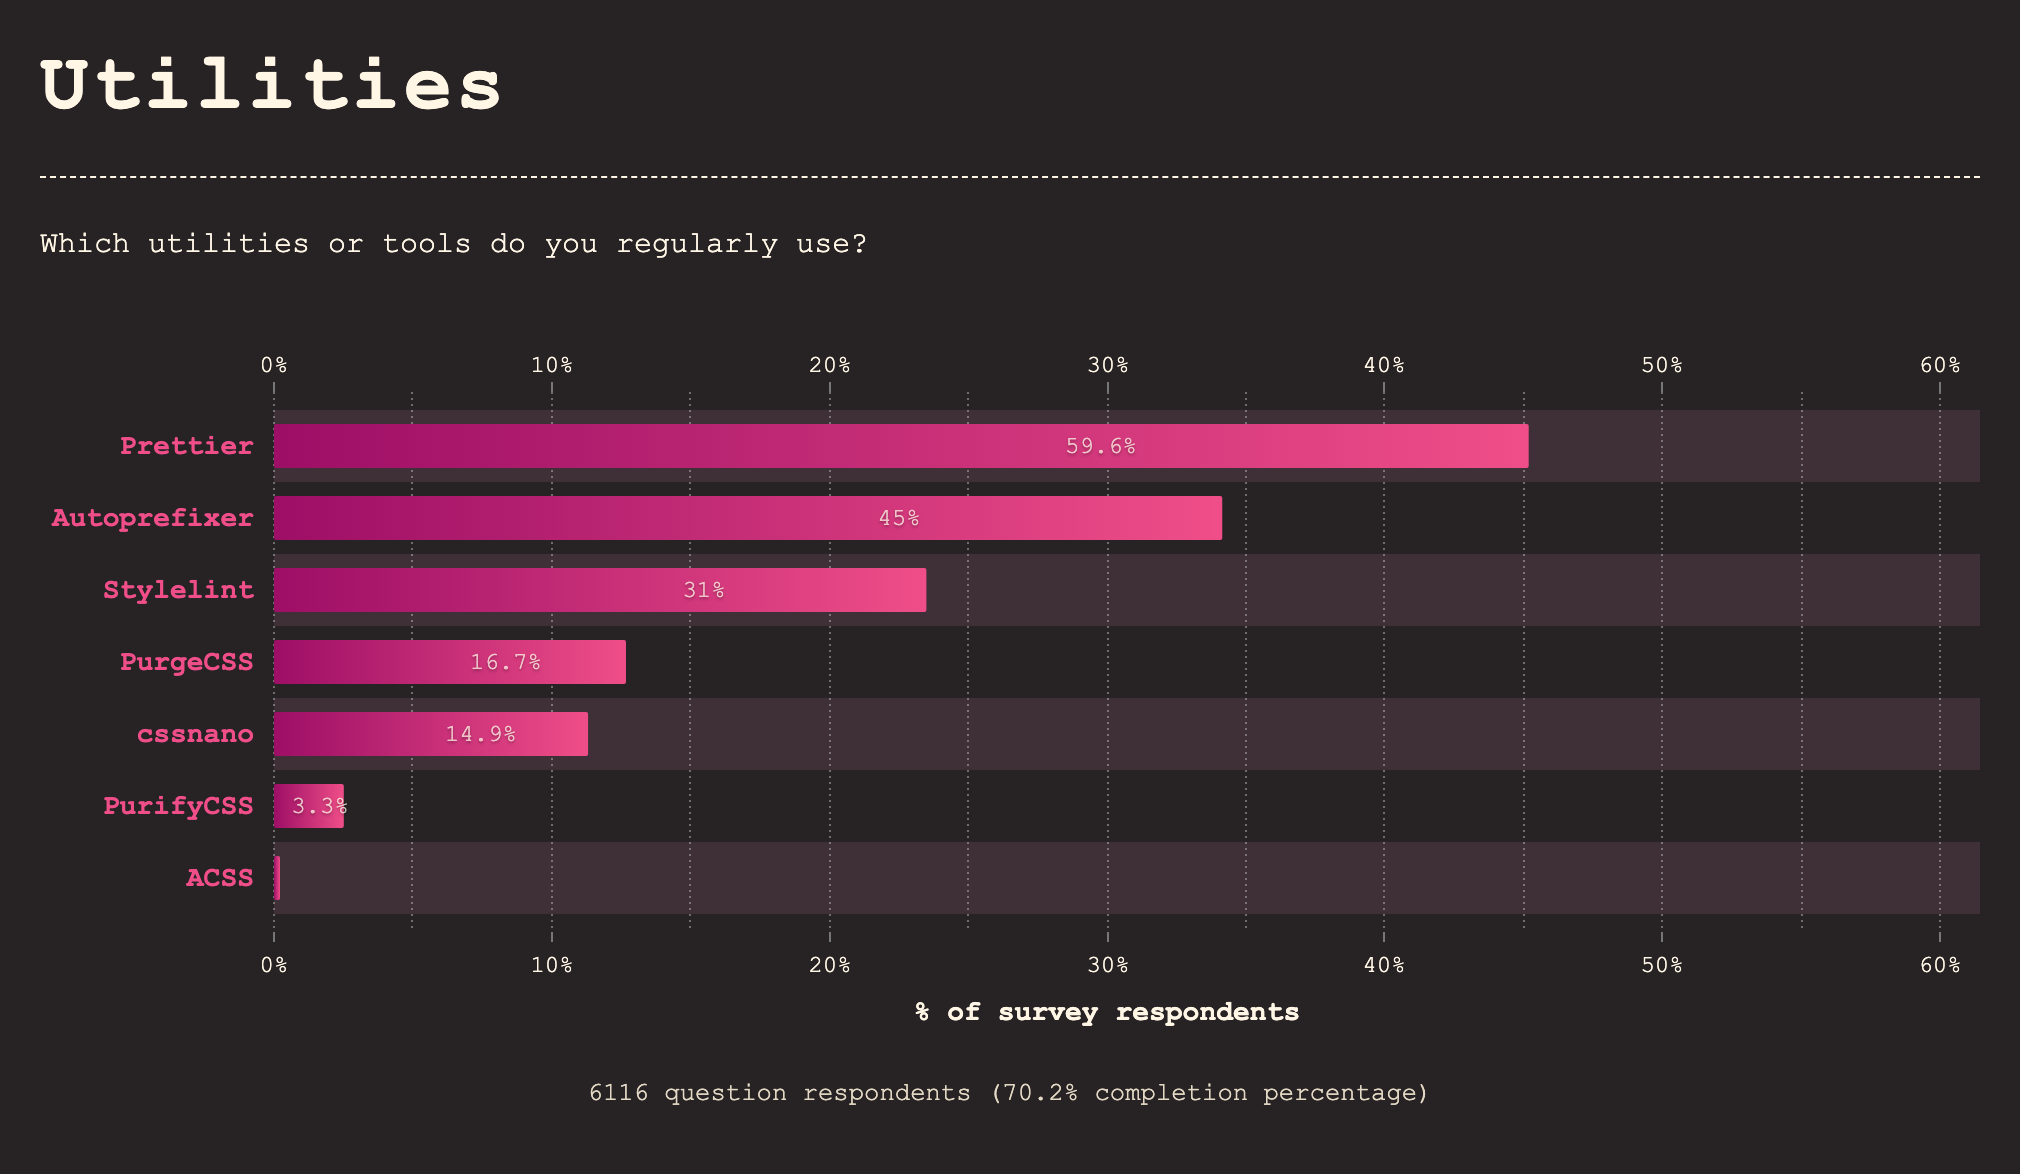 Utilities
Which utilities or tools do you regularly use?
0% 10% 20% 30% 40% 50% 60%
Prettier 59.6%
Autoprefixer 45%
Stylelint 31%
PurgeCSS 16.7%
cssnano 14.9%
PurifyCSS 3.3%
ACSS
0% 10% 20% 30% 40% 50% 60%
% of survey respondents
6116 question respondents (70.2% completion percentage)